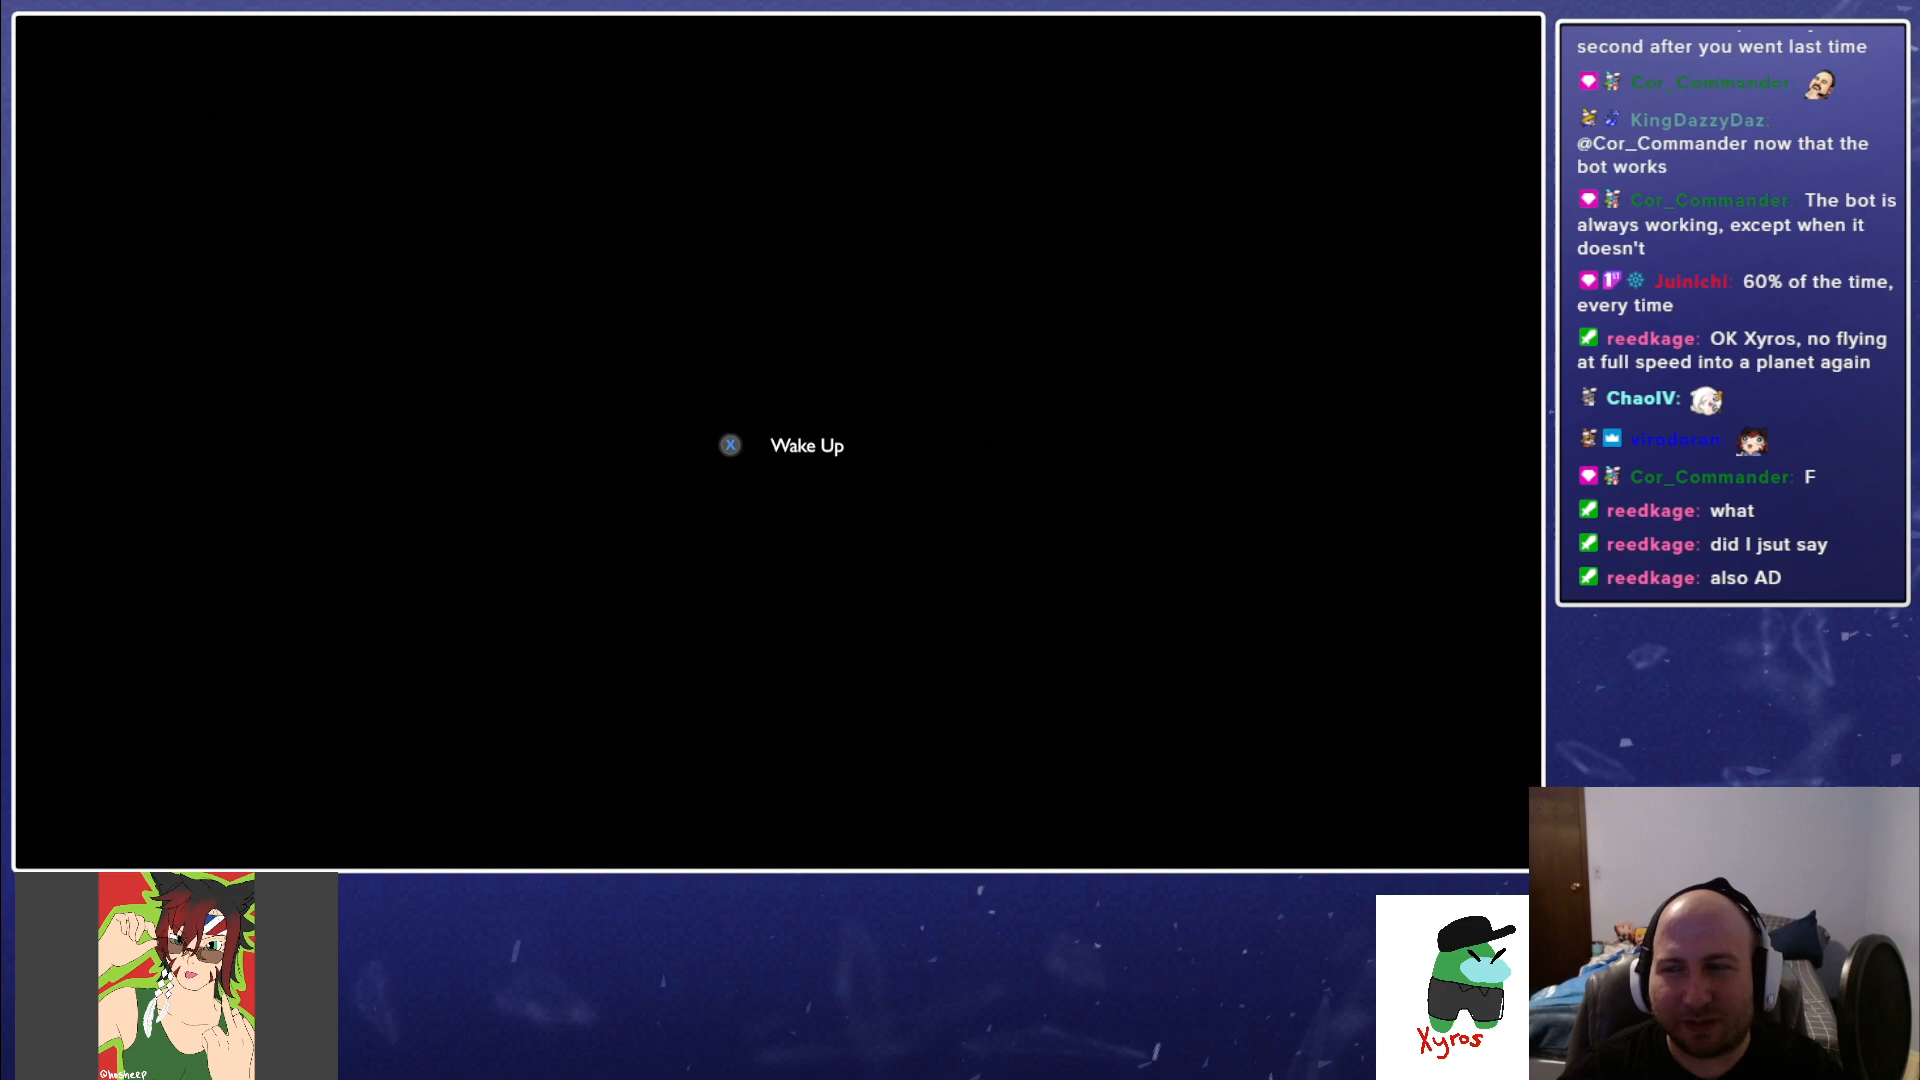 second after you went last time
Cor_Commander
KingDazzyDaz:
@Cor_Commander now that the
bot works
Cor_Commander: The bot is
always working, except when it
doesn't
JuinIchi: 60% of the time,
every time
reedkage: OK Xyros, no flying
at full speed into a planet again
ChaoIV:
virodoran:
Cor_Commander: F
reedkage: what
reedkage: did I jsut say
reedkage: also AD
X Wake Up
@hosheep
Xyros